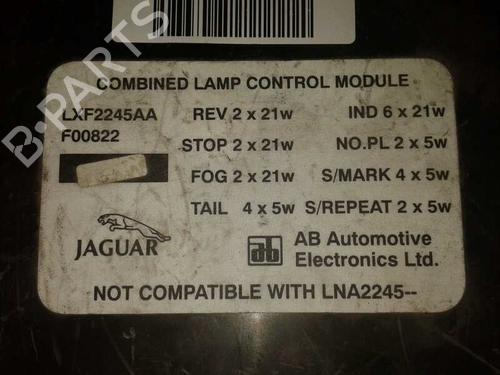 COMBINED LAMP CONTROL MODULE
LXF2245AA REV 2 x 21w IND 6 x 21w
F00822 STOP 2 x 21w NO.PL 2 x 5w
FOG 2 x 21w S/MARK 4 x 5w
TAIL 4 x 5w S/REPEAT 2 x 5w
JAGUAR ab AB Automotive
Electronics Ltd.
NOT COMPATIBLE WITH LNA2245--
B-PARTS